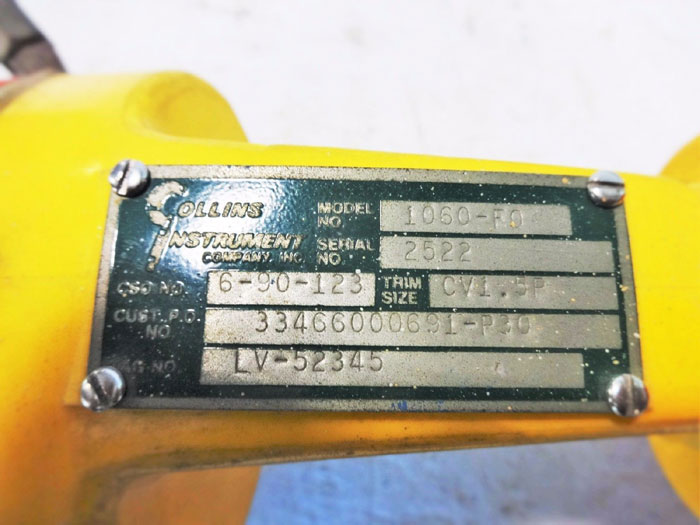 COLLINS
INSTRUMENT
COMPANY, INC.
MODEL NO. 1060-FO
SERIAL NO. 2522
CSO NO. 6-90-123 TRIM SIZE CV1.5P
CUST. P.O. NO 33466000691-P30
NO. LV-52345